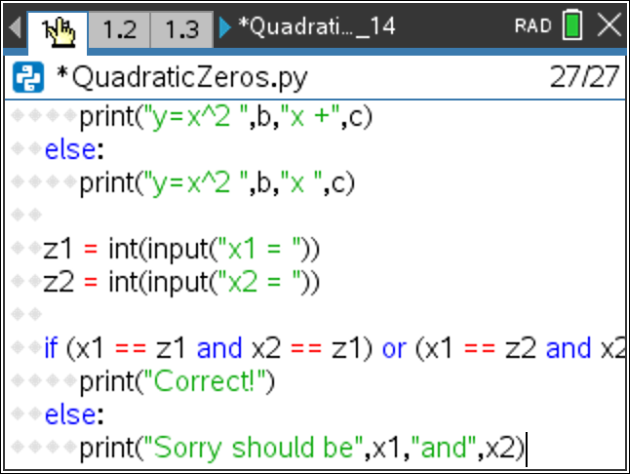 1.2 1.3 *Quadrati..._14 RAD
*QuadraticZeros.py 27/27
print("y=x^2 ",b,"x +",c)
else:
print("y=x^2 ",b,"x ",c)
z1 = int(input("x1 = "))
z2 = int(input("x2 = "))
if (x1 == z1 and x2 == z1) or (x1 == z2 and x2
print("Correct!")
else:
print("Sorry should be",x1,"and",x2)